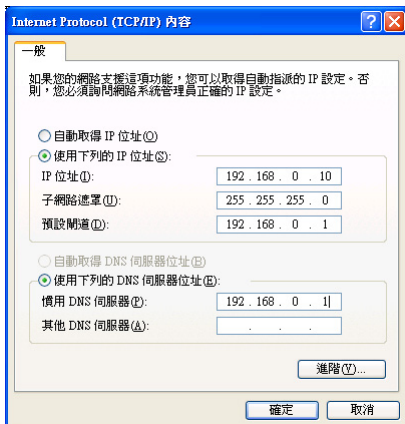 Internet Protocol (TCP/IP) 內容
一般
如果您的網路支援這項功能，您可以取得自動指派的 IP 設定。否
則，您必須詢問網路系統管理員正確的 IP 設定。
自動取得 IP 位址(O)
使用下列的 IP 位址(S):
IP 位址(I): 192 . 168 . 0 . 10
子網路遮罩(U): 255 . 255 . 255 . 0
預設閘道(D): 192 . 168 . 0 . 1
自動取得 DNS 伺服器位址(B)
使用下列的 DNS 伺服器位址(E):
慣用 DNS 伺服器(P): 192 . 168 . 0 . 1
其他 DNS 伺服器(A): . . .
進階(V)...
確定 取消